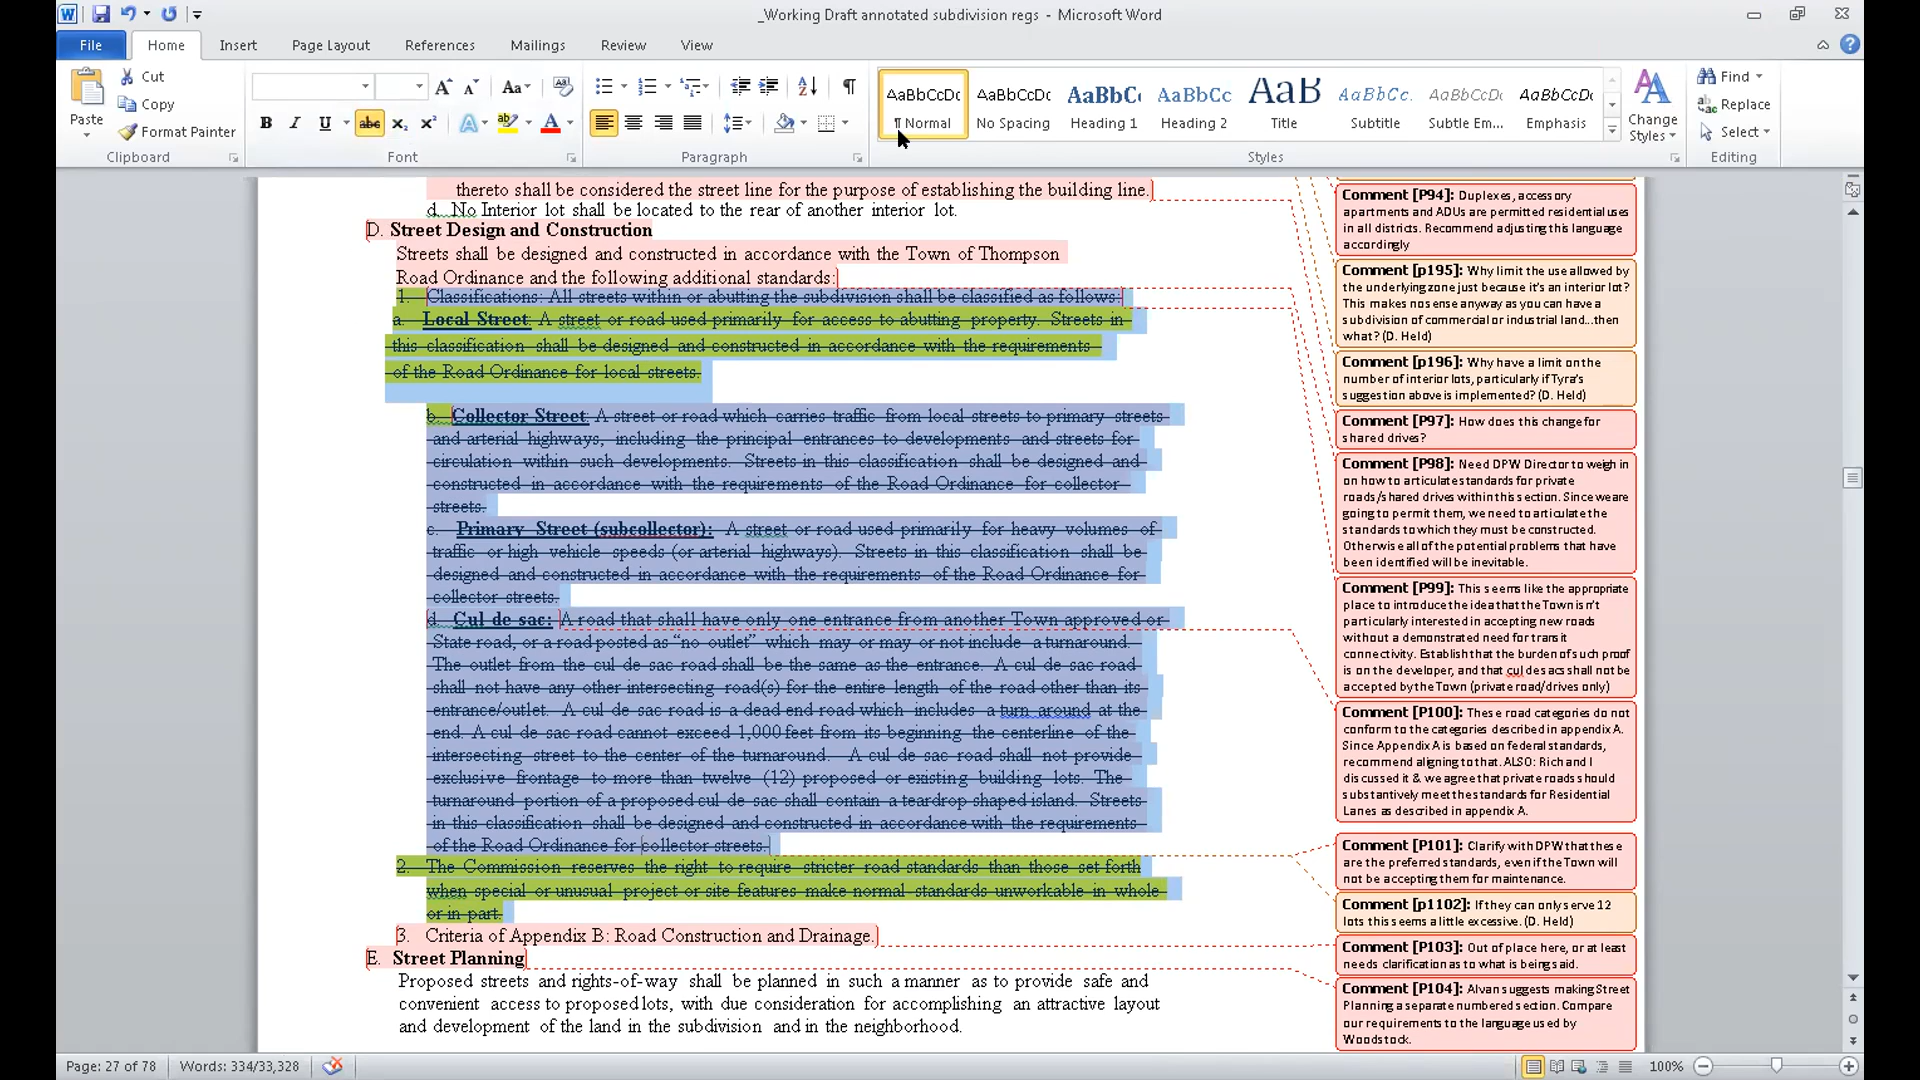 _Working Draft annotated subdivision regs - Microsoft Word
File Home Insert Page Layout References Mailings Review View
Paste
Cut
Copy
Format Painter
Clipboard
Aa
B I U abc x₂ x²
A ab A
Font
Paragraph
AaBbCcDc AaBbCcDc AaBbC AaBbCc AaB AaBbCc. AaBbCcDc AaBbCcDc
¶ Normal No Spacing Heading 1 Heading 2 Title Subtitle Subtle Em... Emphasis
Change
Styles
Styles
Find
Replace
Select
Editing
thereto shall be considered the street line for the purpose of establishing the building line.
d. No Interior lot shall be located to the rear of another interior lot.
D. Street Design and Construction
Streets shall be designed and constructed in accordance with the Town of Thompson
Road Ordinance and the following additional standards:
1. Classifications: All streets within or abutting the subdivision shall be classified as follows:
a. Local Street: A street or road used primarily for access to abutting property. Streets in
this classification shall be designed and constructed in accordance with the requirements
of the Road Ordinance for local streets.
b. Collector Street: A street or road which carries traffic from local streets to primary streets
and arterial highways, including the principal entrances to developments and streets for
circulation within such developments. Streets in this classification shall be designed and
constructed in accordance with the requirements of the Road Ordinance for collector
streets.
c. Primary Street (subcollector): A street or road used primarily for heavy volumes of
traffic or high vehicle speeds (or arterial highways). Streets in this classification shall be
designed and constructed in accordance with the requirements of the Road Ordinance for
collector streets.
d. Cul de sac: A road that shall have only one entrance from another Town approved or
State road, or a road posted as “no outlet” which may or may or not include a turnaround.
The outlet from the cul de sac road shall be the same as the entrance. A cul de sac road
shall not have any other intersecting road(s) for the entire length of the road other than its
entrance/outlet. A cul de sac road is a dead end road which includes a turn around at the
end. A cul de sac road cannot exceed 1,000 feet from its beginning the centerline of the
intersecting street to the center of the turnaround. A cul de sac road shall not provide
exclusive frontage to more than twelve (12) proposed or existing building lots. The
turnaround portion of a proposed cul de sac shall contain a teardrop shaped island. Streets
in this classification shall be designed and constructed in accordance with the requirements
of the Road Ordinance for collector streets.
2. The Commission reserves the right to require stricter road standards than those set forth
when special or unusual project or site features make normal standards unworkable in whole
or in part.
3. Criteria of Appendix B: Road Construction and Drainage.
E. Street Planning
Proposed streets and rights-of-way shall be planned in such a manner as to provide safe and
convenient access to proposed lots, with due consideration for accomplishing an attractive layout
and development of the land in the subdivision and in the neighborhood.
Comment [P94]: Duplexes, accessory
apartments and ADUs are permitted residential uses
in all districts. Recommend adjusting this language
accordingly
Comment [p195]: Why limit the use allowed by
the underlying zone just because it's an interior lot?
This makes no sense anyway as you can have a
subdivision of commercial or industrial land...then
what? (D. Held)
Comment [p196]: Why have a limit on the
number of interior lots, particularly if Tyra's
suggestion above is implemented? (D. Held)
Comment [P97]: How does this change for
shared drives?
Comment [P98]: Need DPW Director to weigh in
on how to articulate standards for private
roads/shared drives within this section. Since we are
going to permit them, we need to articulate the
standards to which they must be constructed.
Otherwise all of the potential problems that have
been identified will be inevitable.
Comment [P99]: This seems like the appropriate
place to introduce the idea that the Town isn't
particularly interested in accepting new roads
without a demonstrated need for transit
connectivity. Establish that the burden of such proof
is on the developer, and that cul des acs shall not be
accepted by the Town (private road/drives only)
Comment [P100]: These road categories do not
conform to the categories described in appendix A.
Since Appendix A is based on federal standards,
recommend aligning to that. ALSO: Rich and I
discussed it & we agree that private roads should
substantively meet the standards for Residential
Lanes as described in appendix A.
Comment [P101]: Clarify with DPW that these
are the preferred standards, even if the Town will
not be accepting them for maintenance.
Comment [p1102]: If they can only serve 12
lots this seems a little excessive. (D. Held)
Comment [P103]: Out of place here, or at least
needs clarification as to what is being said.
Comment [P104]: Alvan suggests making Street
Planning a separate numbered section. Compare
our requirements to the language used by
Woodstock.
Page: 27 of 78 Words: 334/33,328 100%